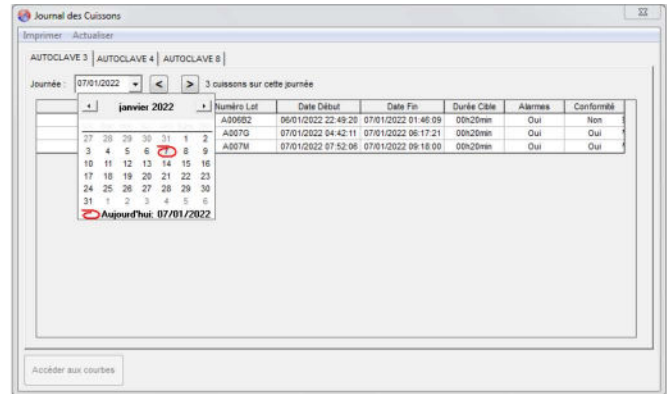 Journal des Cuissons
Imprimer Actualiser
AUTOCLAVE 3 AUTOCLAVE 4 AUTOCLAVE 8
Journée : 07/01/2022 < > 3 cuissons sur cette journée
Numéro Lot Date Début Date Fin Durée Cible Alarmes Conformité
A006B2 06/01/2022 22:49:20 07/01/2022 01:46:09 00h20min Oui Non
A007G 07/01/2022 04:42:11 07/01/2022 06:17:21 00h20min Oui Oui
A007M 07/01/2022 07:52:06 07/01/2022 09:18:00 00h20min Oui Oui
janvier 2022
27 28 29 30 31 1 2
3 4 5 6 7 8 9
10 11 12 13 14 15 16
17 18 19 20 21 22 23
24 25 26 27 28 29 30
31 1 2 3 4 5 6
Aujourd'hui: 07/01/2022
Accéder aux courbes